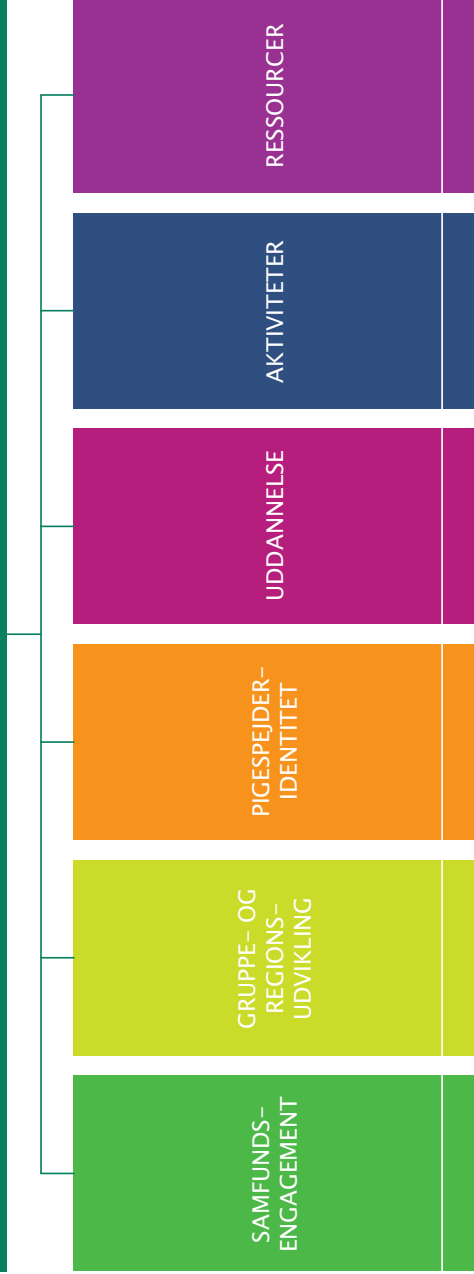 SAMFUNDS–
ENGAGEMENT
GRUPPE– OG
REGIONS–
UDVIKLING
PIGESPEJDER–
IDENTITET
UDDANNELSE
AKTIVITETER
RESSOURCER